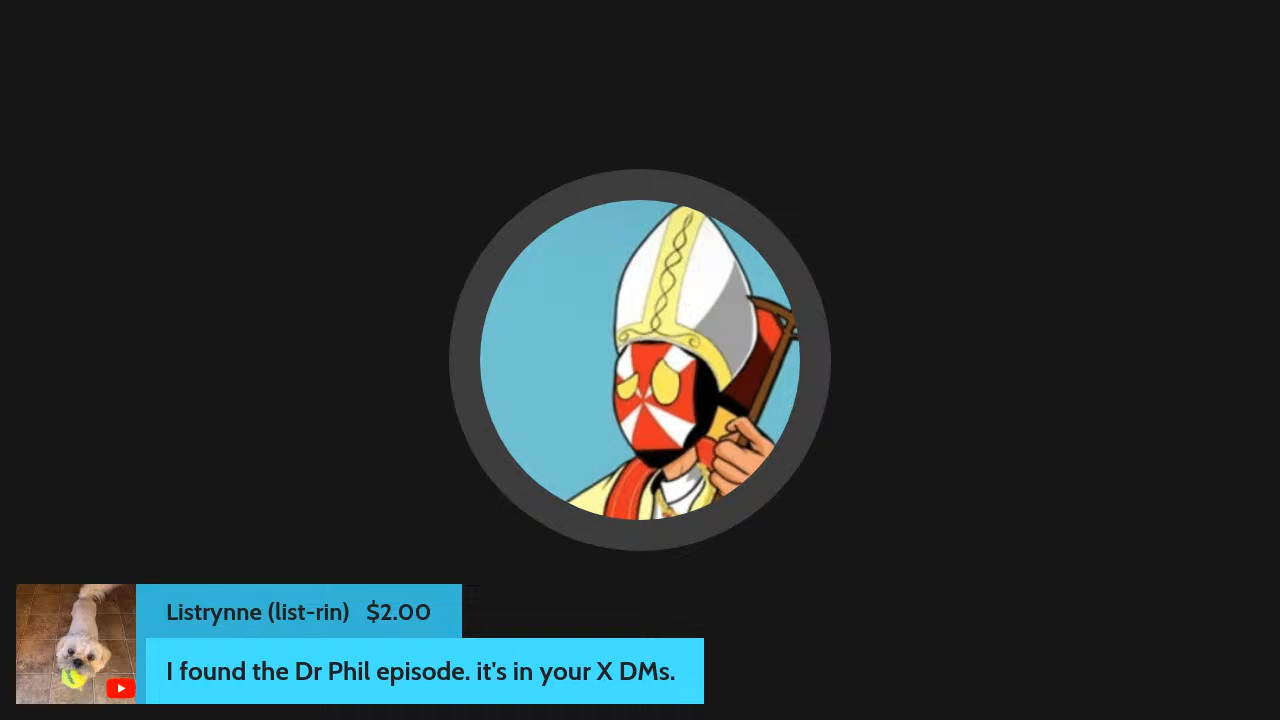 Listrynne (list-rin) $2.00
I found the Dr Phil episode. it's in your X DMs.